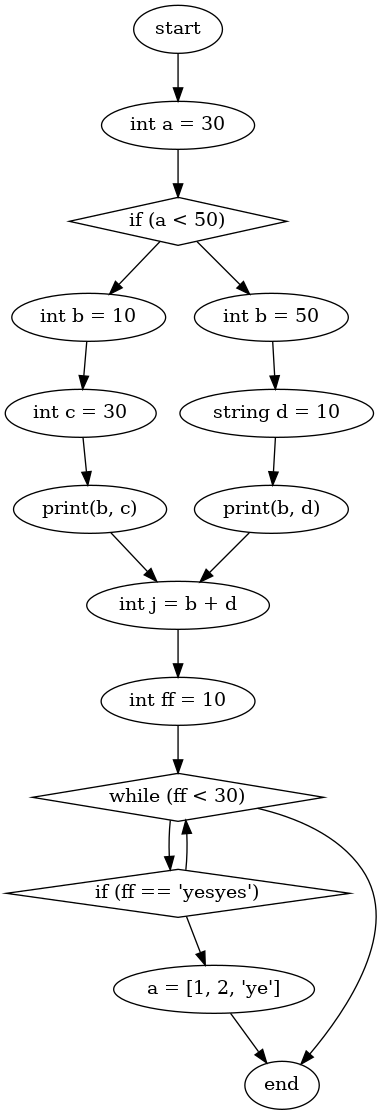 start
int a = 30
if (a < 50)
int b = 10
int b = 50
int c = 30
string d = 10
print(b, c)
print(b, d)
int j = b + d
int ff = 10
while (ff < 30)
if (ff == 'yesyes')
a = [1, 2, 'ye']
end